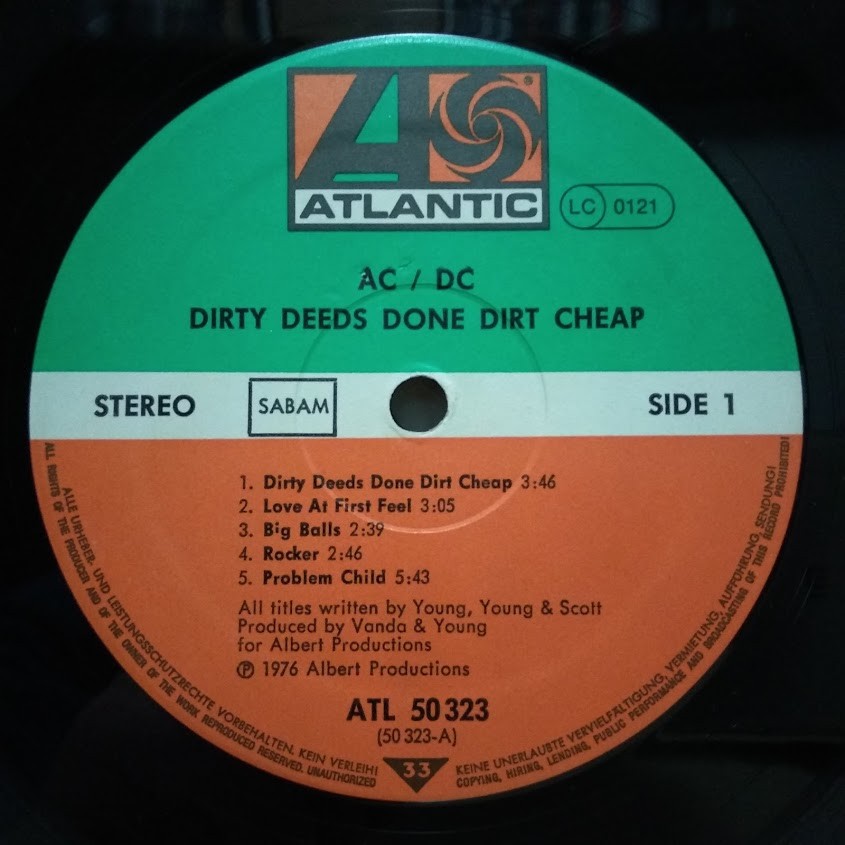 ATLANTIC
LC 0121
AC / DC
DIRTY DEEDS DONE DIRT CHEAP
STEREO
SABAM
SIDE 1
1. Dirty Deeds Done Dirt Cheap 3:46
2. Love At First Feel 3:05
3. Big Balls 2:39
4. Rocker 2:46
5. Problem Child 5:43
All titles written by Young, Young & Scott
Produced by Vanda & Young
for Albert Productions
℗ 1976 Albert Productions
ATL 50 323
(50 323-A)
33
ALLE URHEBER- UND LEISTUNGSSCHUTZRECHTE VORBEHALTEN. KEIN VERLEIH! KEINE UNERLAUBTE VERVIELFÄLTIGUNG, VERMIETUNG, AUFFÜHRUNG, SENDUNG!
ALL RIGHTS OF THE PRODUCER AND OF THE OWNER OF THE WORK REPRODUCED RESERVED. UNAUTHORIZED COPYING, HIRING, LENDING, PUBLIC PERFORMANCE AND BROADCASTING OF THIS RECORD PROHIBITED!